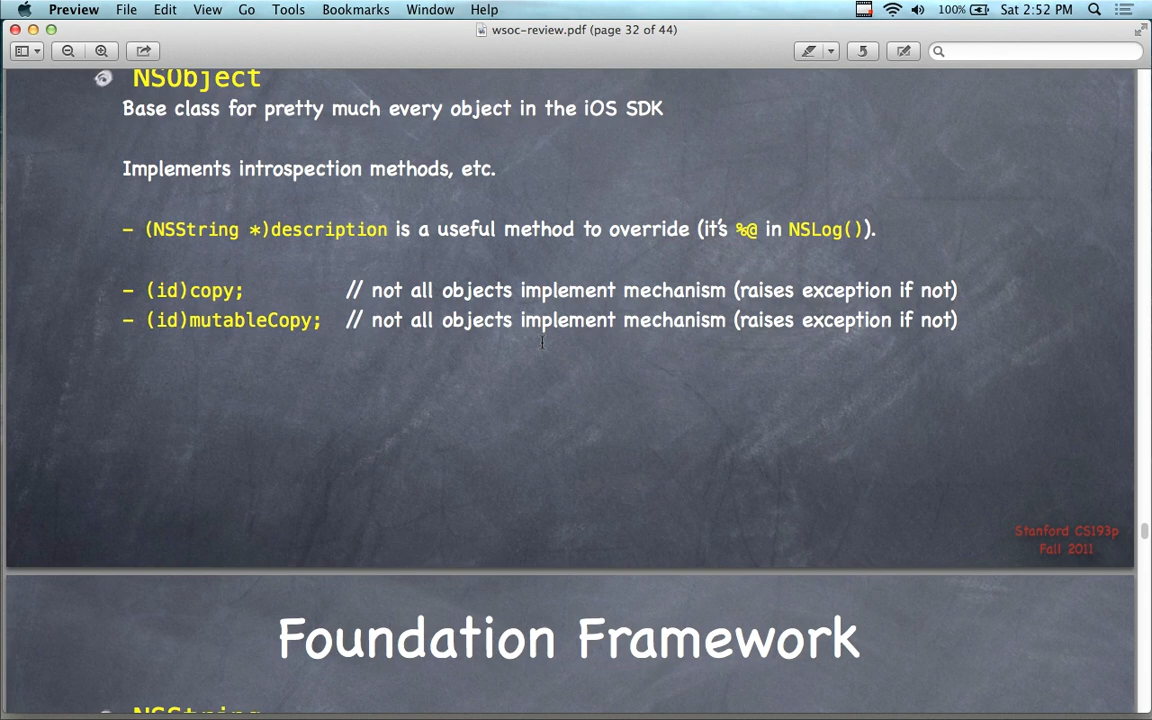 Preview File Edit View Go Tools Bookmarks Window Help 100% Sat 2:52 PM
wsoc-review.pdf (page 32 of 44)
NSObject
Base class for pretty much every object in the iOS SDK
Implements introspection methods, etc.
- (NSString *)description is a useful method to override (it's %@ in NSLog()).
- (id)copy; // not all objects implement mechanism (raises exception if not)
- (id)mutableCopy; // not all objects implement mechanism (raises exception if not)
Stanford CS193p
Fall 2011
Foundation Framework
NSString